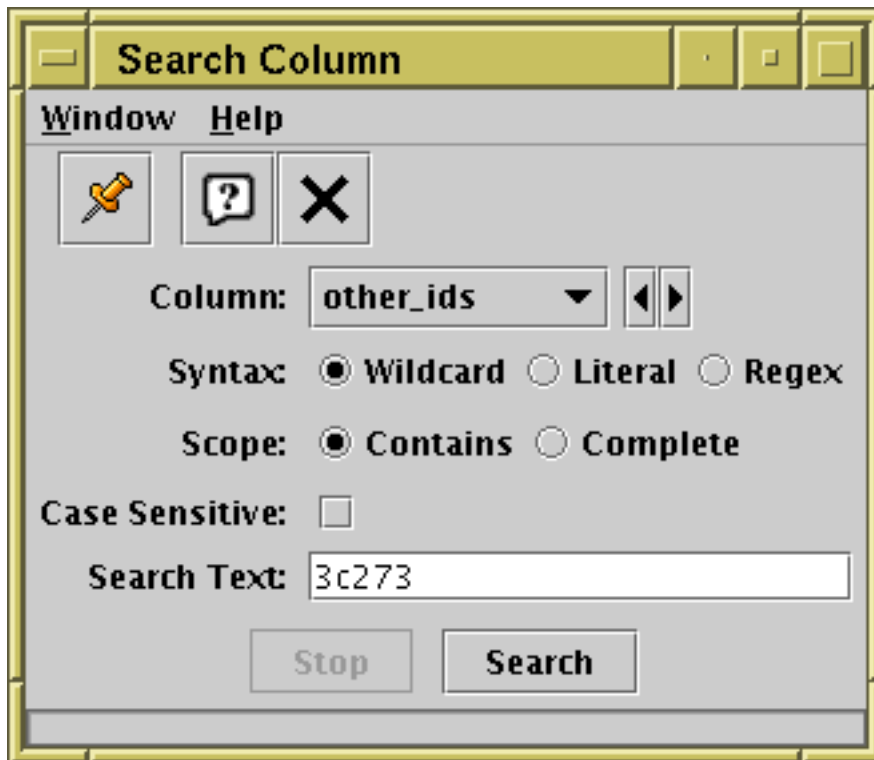 Search Column
Window Help
?
Column: other_ids
Syntax: Wildcard Literal Regex
Scope: Contains Complete
Case Sensitive:
Search Text: 3c273
Stop Search